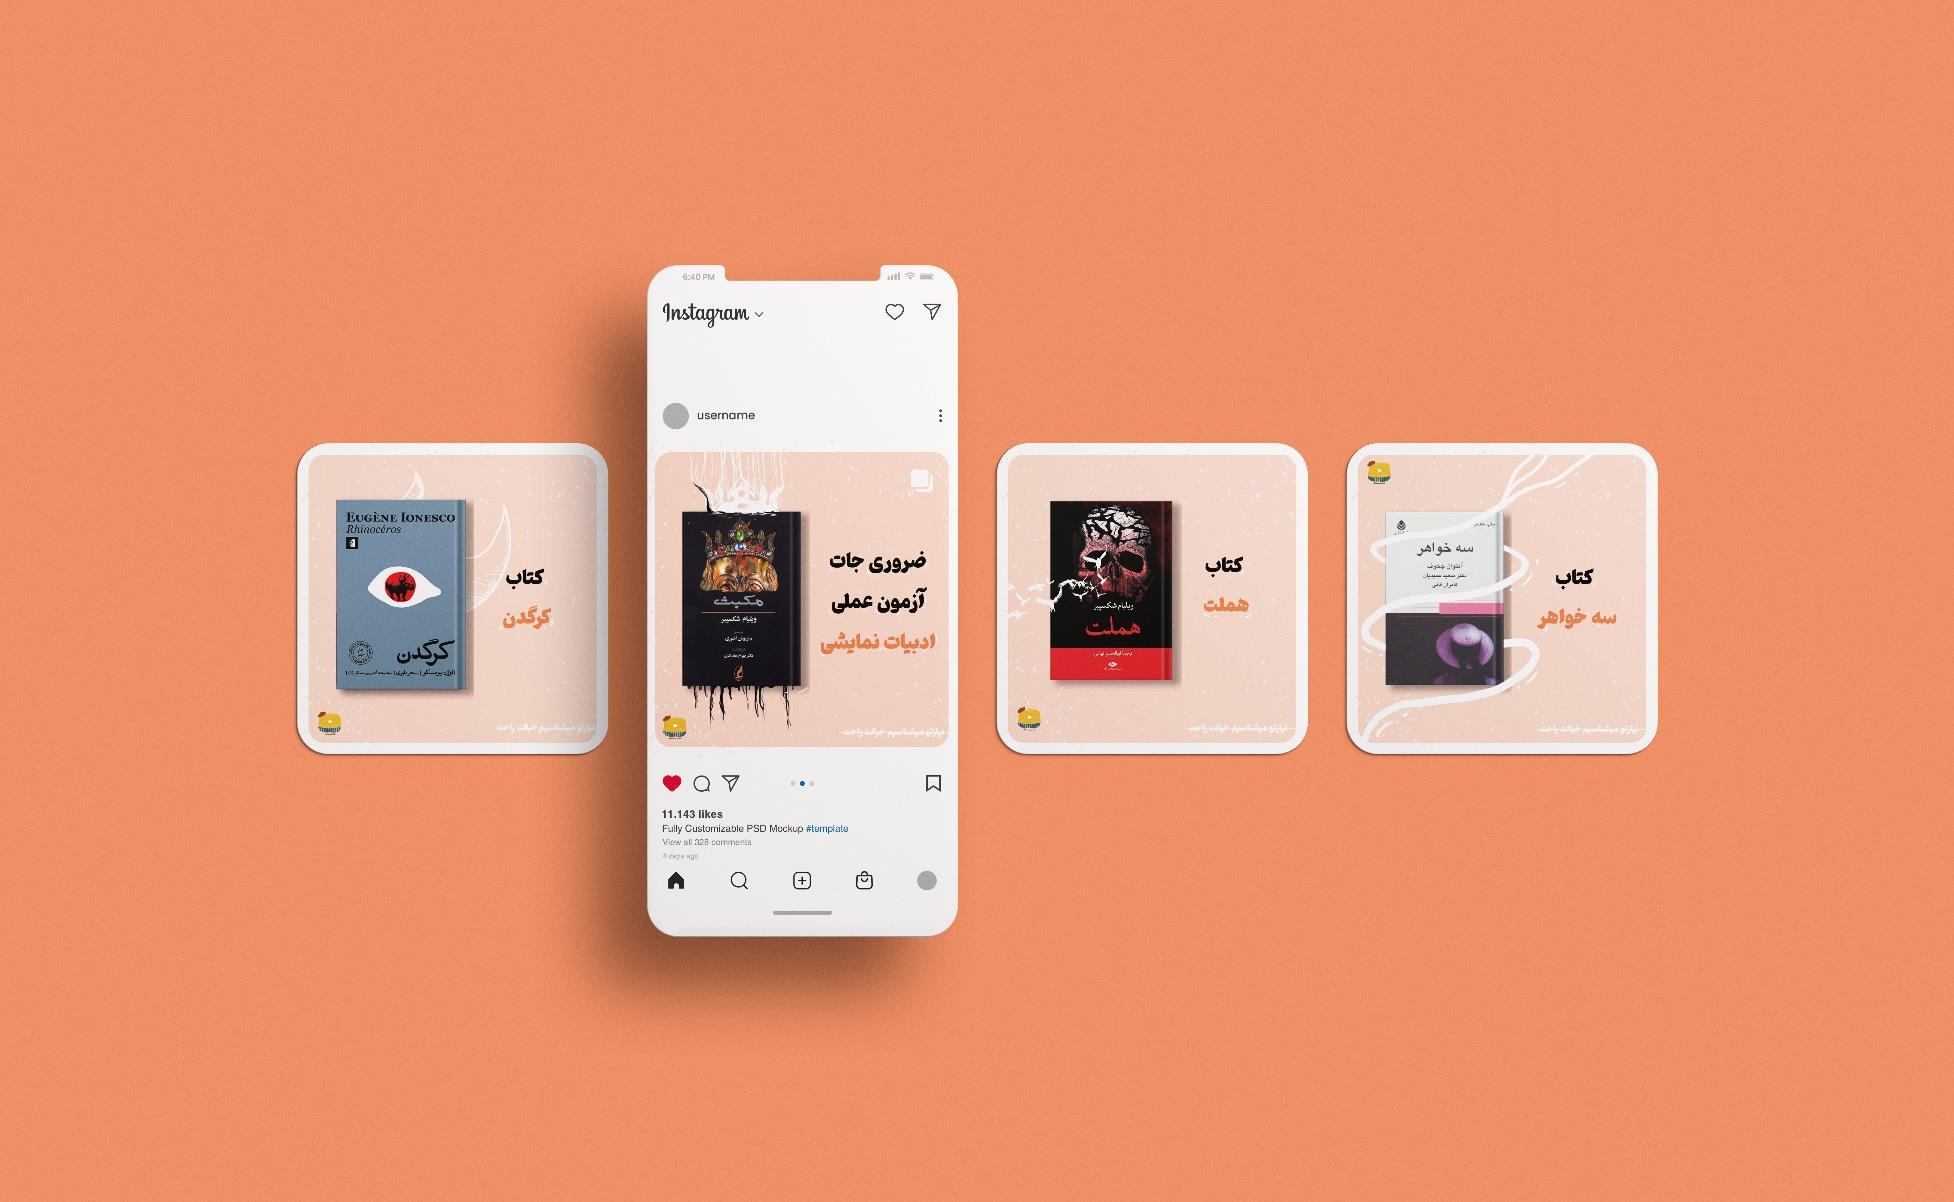 EUGÈNE IONESCO
Rhinocéros
کرگدن
کتاب
کرگدن
نیازتو میشناسیم خیالت راحت
6:40 PM
Instagram
username
مکبث
ویلیام شکسپیر
داریوش آشوری
ضروری جات
آزمون عملی
ادبیات نمایشی
نیازتو میشناسیم خیالت راحت
11.143 likes
Fully Customizable PSD Mockup #template
View all 328 comments
4 days ago
ویلیام شکسپیر
هملت
کتاب
هملت
نیازتو میشناسیم خیالت راحت
سه خواهر
آنتوان چخوف
کتاب
سه خواهر
نیازتو میشناسیم خیالت راحت